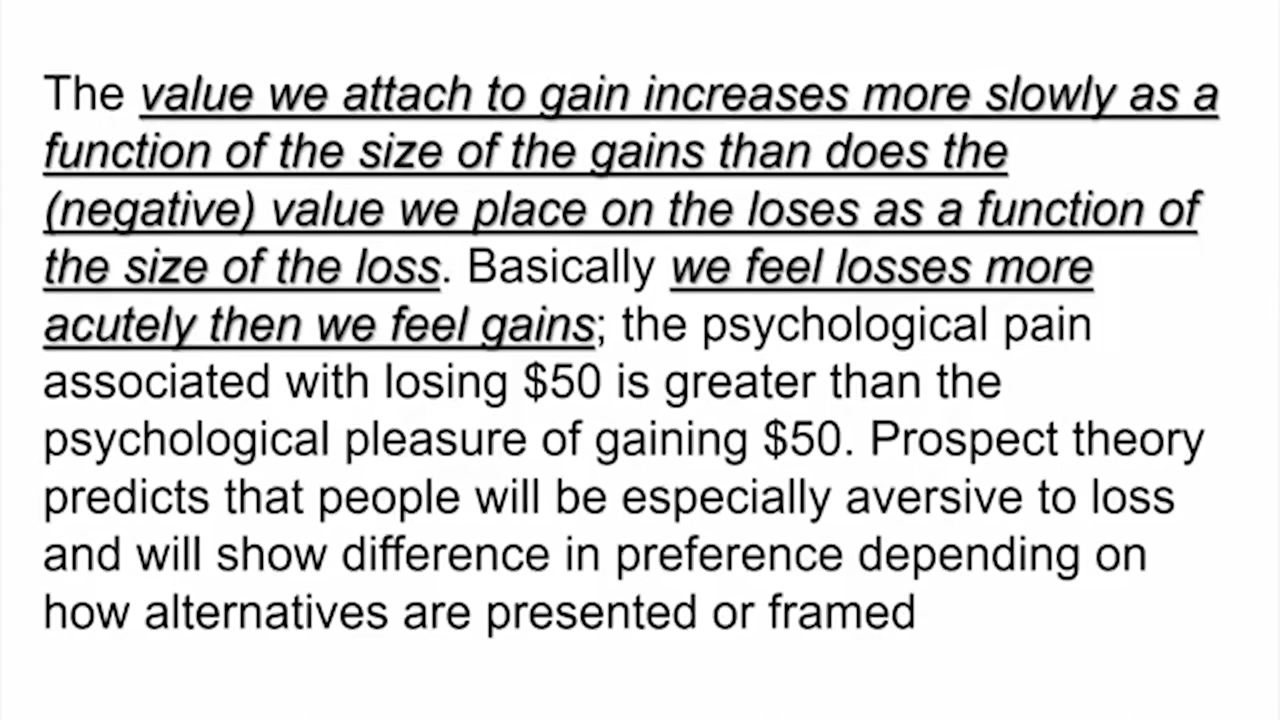 The value we attach to gain increases more slowly as a
function of the size of the gains than does the
(negative) value we place on the loses as a function of
the size of the loss. Basically we feel losses more
acutely then we feel gains; the psychological pain
associated with losing $50 is greater than the
psychological pleasure of gaining $50. Prospect theory
predicts that people will be especially aversive to loss
and will show difference in preference depending on
how alternatives are presented or framed